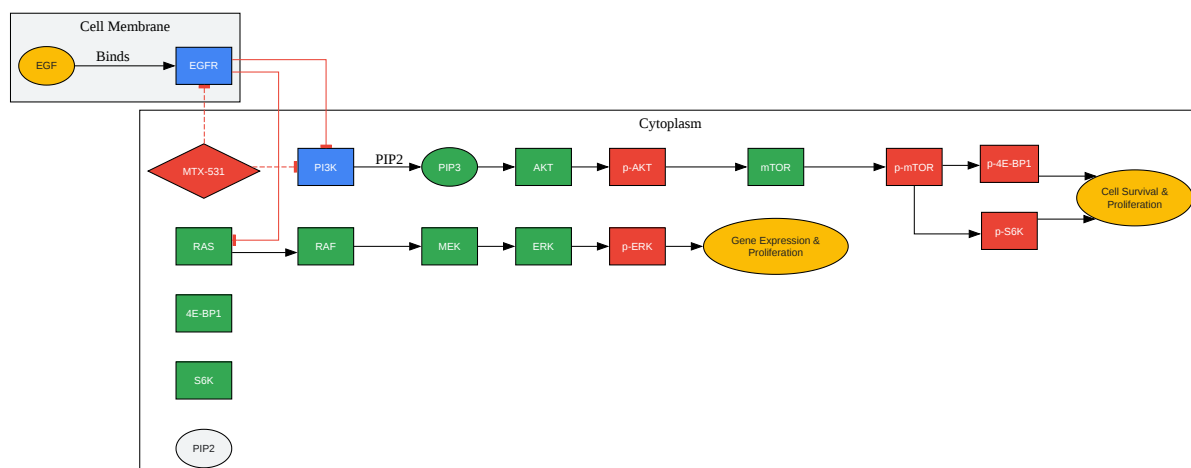 Cell Membrane
EGF
Binds
EGFR
Cytoplasm
MTX-531
PI3K
PIP2
PIP3
AKT
p-AKT
mTOR
p-mTOR
p-4E-BP1
p-S6K
Cell Survival &
Proliferation
RAS
RAF
MEK
ERK
p-ERK
Gene Expression &
Proliferation
4E-BP1
S6K
PIP2